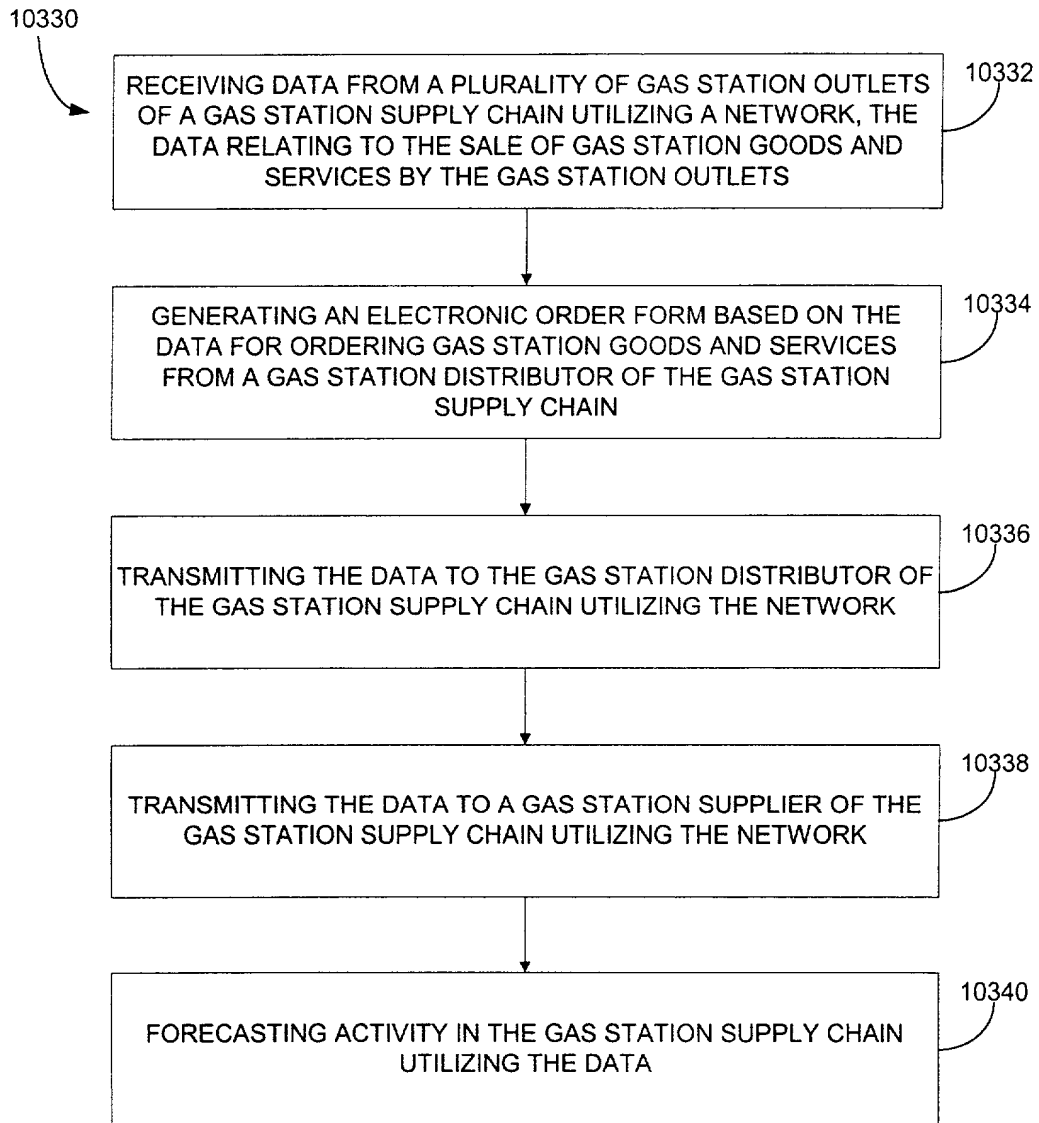 10330
RECEIVING DATA FROM A PLURALITY OF GAS STATION OUTLETS
OF A GAS STATION SUPPLY CHAIN UTILIZING A NETWORK, THE
DATA RELATING TO THE SALE OF GAS STATION GOODS AND
SERVICES BY THE GAS STATION OUTLETS
10332
GENERATING AN ELECTRONIC ORDER FORM BASED ON THE
DATA FOR ORDERING GAS STATION GOODS AND SERVICES
FROM A GAS STATION DISTRIBUTOR OF THE GAS STATION
SUPPLY CHAIN
10334
TRANSMITTING THE DATA TO THE GAS STATION DISTRIBUTOR OF
THE GAS STATION SUPPLY CHAIN UTILIZING THE NETWORK
10336
TRANSMITTING THE DATA TO A GAS STATION SUPPLIER OF THE
GAS STATION SUPPLY CHAIN UTILIZING THE NETWORK
10338
FORECASTING ACTIVITY IN THE GAS STATION SUPPLY CHAIN
UTILIZING THE DATA
10340